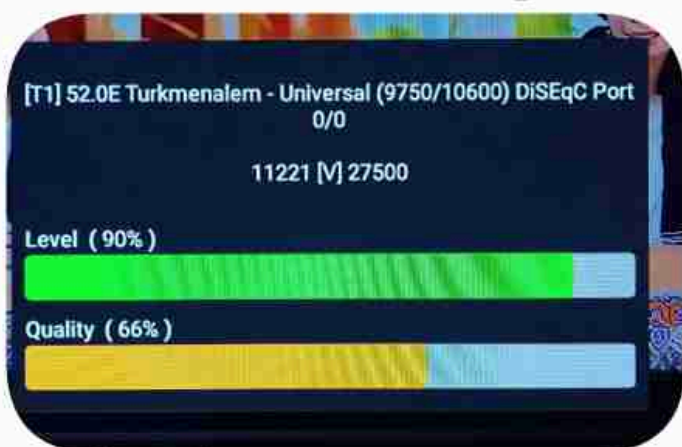 [T1] 52.0E Turkmenalem - Universal (9750/10600) DiSEqC Port
0/0
11221 [V] 27500
Level ( 90% )
Quality ( 66% )